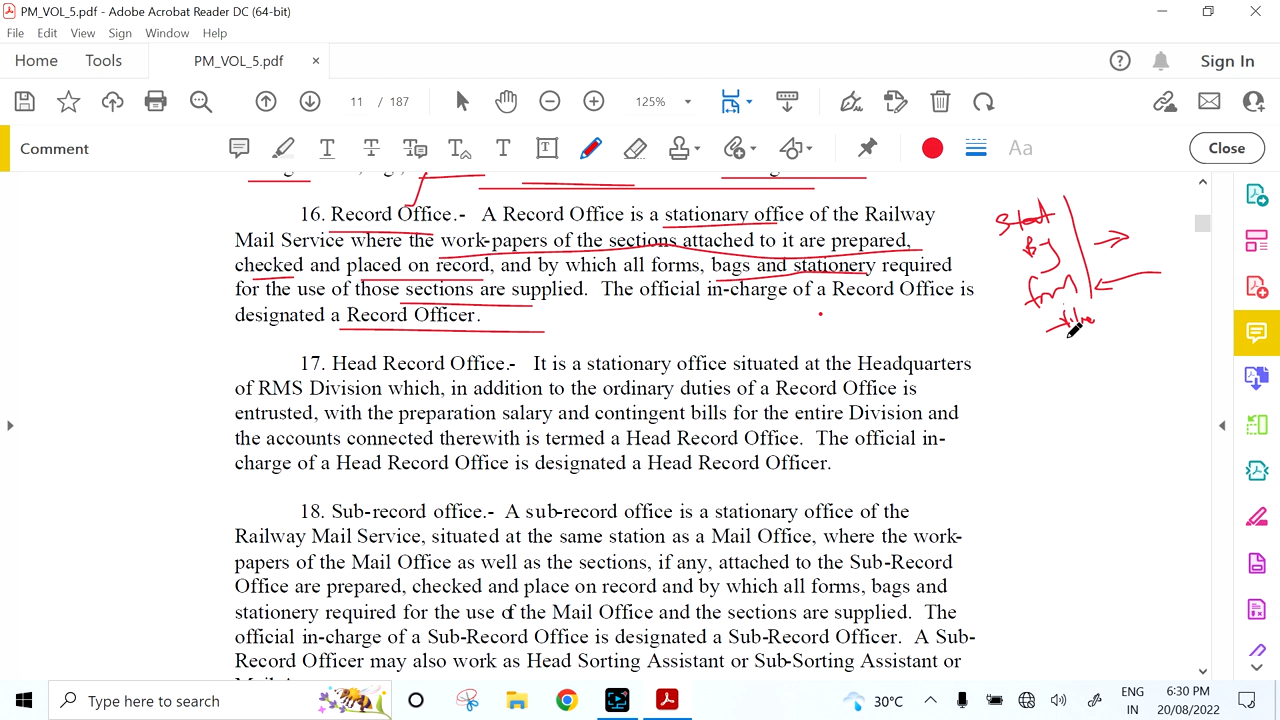 PM_VOL_5.pdf - Adobe Acrobat Reader DC (64-bit)
File Edit View Sign Window Help
Home Tools PM_VOL_5.pdf × Sign In
11 / 187 125%
Comment Close
16. Record Office.- A Record Office is a stationary office of the Railway
Mail Service where the work-papers of the sections attached to it are prepared,
checked and placed on record, and by which all forms, bags and stationery required
for the use of those sections are supplied. The official in-charge of a Record Office is
designated a Record Officer.
17. Head Record Office.- It is a stationary office situated at the Headquarters
of RMS Division which, in addition to the ordinary duties of a Record Office is
entrusted, with the preparation salary and contingent bills for the entire Division and
the accounts connected therewith is termed a Head Record Office. The official in-
charge of a Head Record Office is designated a Head Record Officer.
18. Sub-record office.- A sub-record office is a stationary office of the
Railway Mail Service, situated at the same station as a Mail Office, where the work-
papers of the Mail Office as well as the sections, if any, attached to the Sub-Record
Office are prepared, checked and place on record and by which all forms, bags and
stationery required for the use of the Mail Office and the sections are supplied. The
official in-charge of a Sub-Record Office is designated a Sub-Record Officer. A Sub-
Record Officer may also work as Head Sorting Assistant or Sub-Sorting Assistant or
Type here to search
30°C
ENG
IN
6:30 PM
20/08/2022